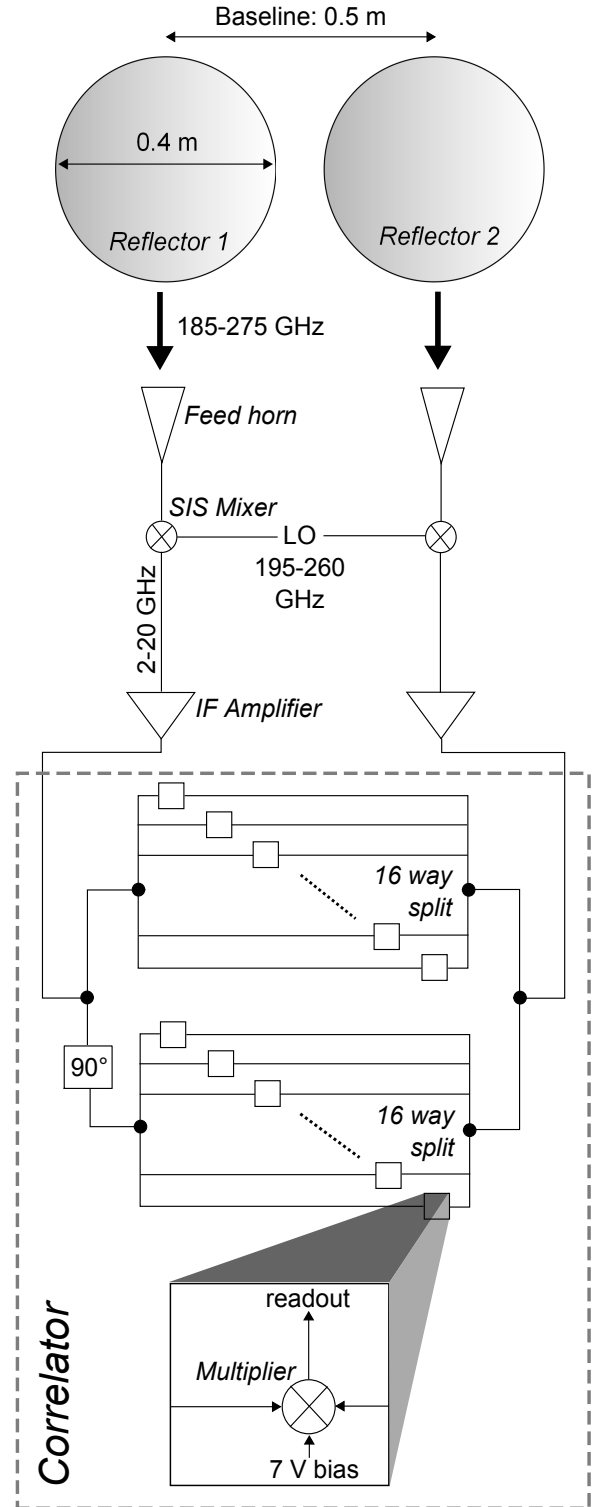 Baseline: 0.5 m
0.4 m
Reflector 1
Reflector 2
185-275 GHz
Feed horn
SIS Mixer
LO
195-260
GHz
2-20 GHz
IF Amplifier
16 way
split
90°
16 way
split
Correlator
readout
Multiplier
7 V bias